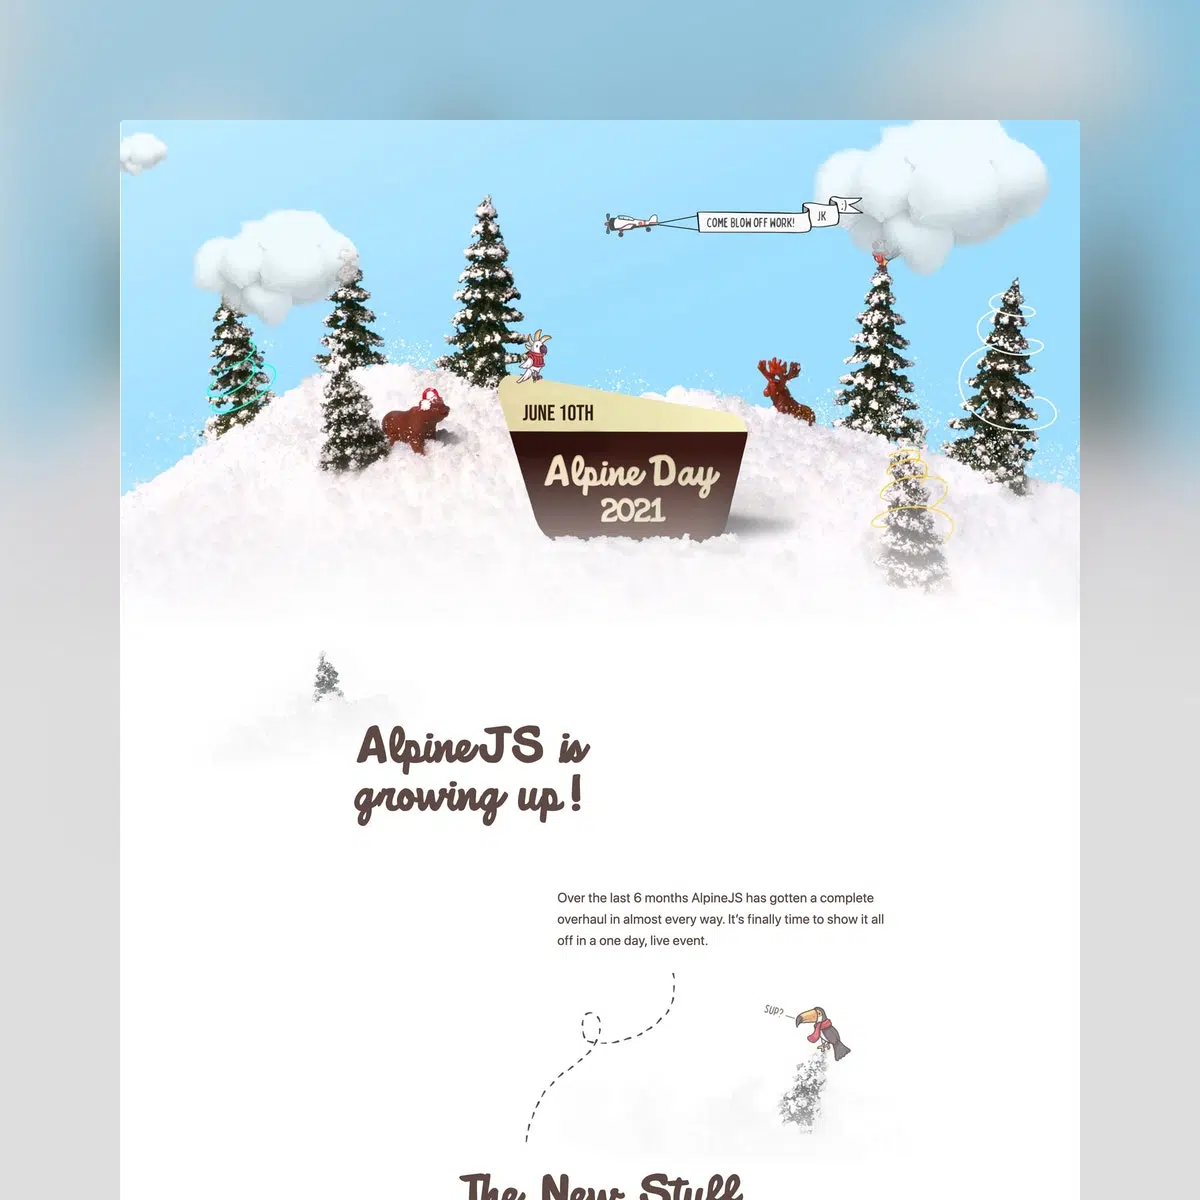 COME BLOW OFF WORK!
JK
:)
JUNE 10TH
Alpine Day
2021
AlpineJS is
growing up!
Over the last 6 months AlpineJS has gotten a complete
overhaul in almost every way. It's finally time to show it all
off in a one day, live event.
SUP?
The New Stuff